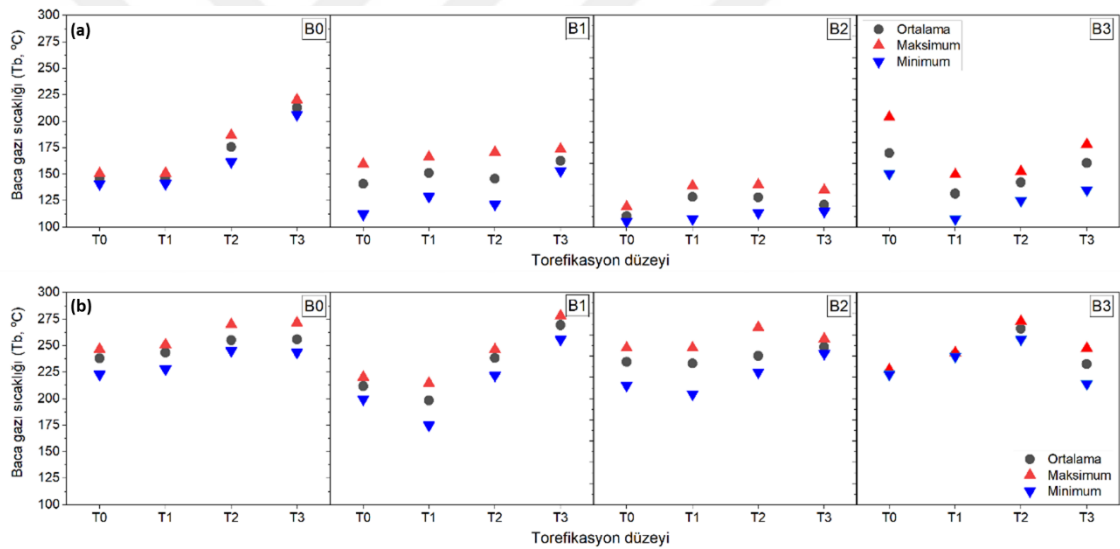 (a)
B0
B1
B2
B3
Ortalama
Maksimum
Minimum
Baca gazı sıcaklığı (Tb, °C)
300
275
250
225
200
175
150
125
100
T0 T1 T2 T3 T0 T1 T2 T3 T0 T1 T2 T3 T0 T1 T2 T3
Torefikasyon düzeyi
(b)
B0
B1
B2
B3
Baca gazı sıcaklığı (Tb, °C)
300
275
250
225
200
175
150
125
100
Ortalama
Maksimum
Minimum
T0 T1 T2 T3 T0 T1 T2 T3 T0 T1 T2 T3 T0 T1 T2 T3
Torefikasyon düzeyi